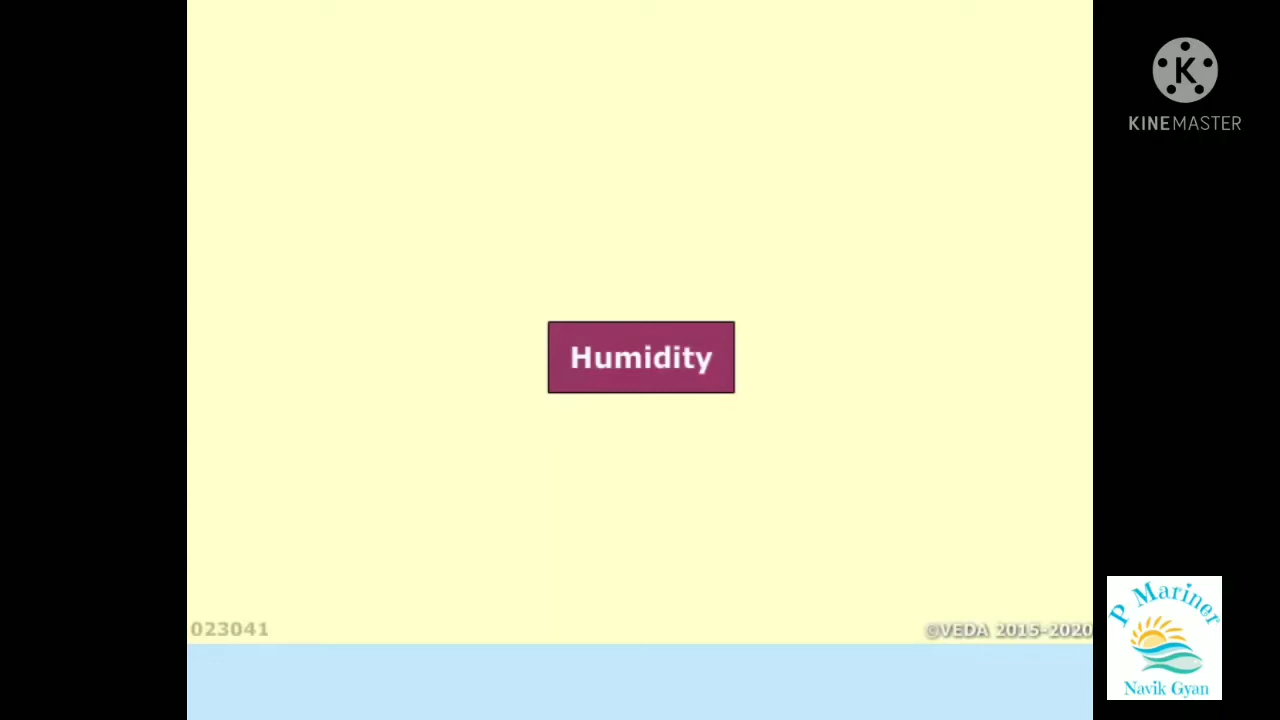 K
KINEMASTER
Humidity
023041
©VEDA 2015-2020
P Mariner
Navik Gyan